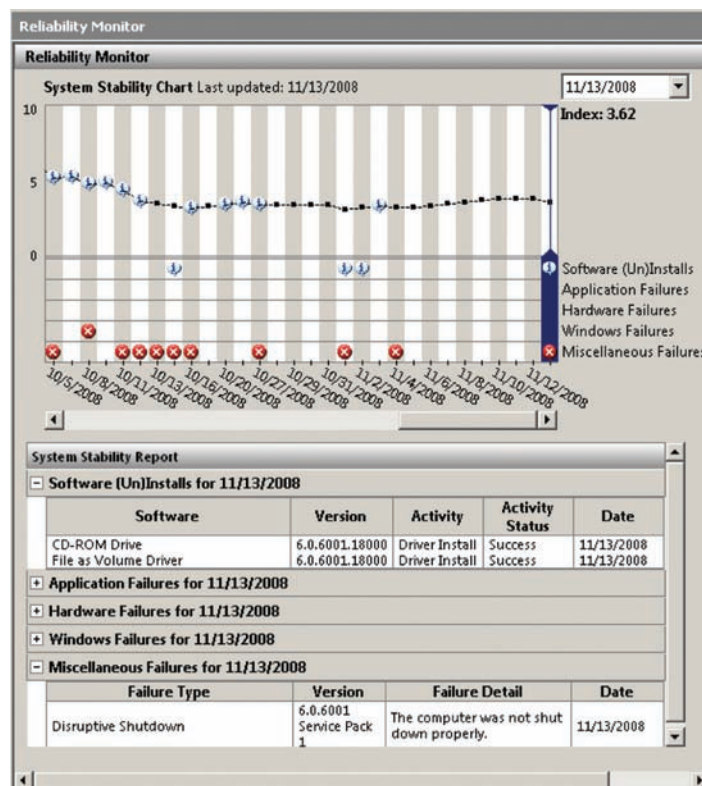 Reliability Monitor
Reliability Monitor
System Stability Chart Last updated: 11/13/2008
11/13/2008
Index: 3.62
10
5
0
Software (Un)Installs
Application Failures
Hardware Failures
Windows Failures
Miscellaneous Failures
10/5/2008
10/8/2008
10/11/2008
10/13/2008
10/16/2008
10/20/2008
10/27/2008
10/29/2008
10/31/2008
11/2/2008
11/4/2008
11/6/2008
11/8/2008
11/10/2008
11/12/2008
System Stability Report
Software (Un)Installs for 11/13/2008
Software Version Activity Activity Status Date
CD-ROM Drive 6.0.6001.18000 Driver Install Success 11/13/2008
File as Volume Driver 6.0.6001.18000 Driver Install Success 11/13/2008
Application Failures for 11/13/2008
Hardware Failures for 11/13/2008
Windows Failures for 11/13/2008
Miscellaneous Failures for 11/13/2008
Failure Type Version Failure Detail Date
Disruptive Shutdown 6.0.6001 Service Pack 1 The computer was not shut down properly. 11/13/2008